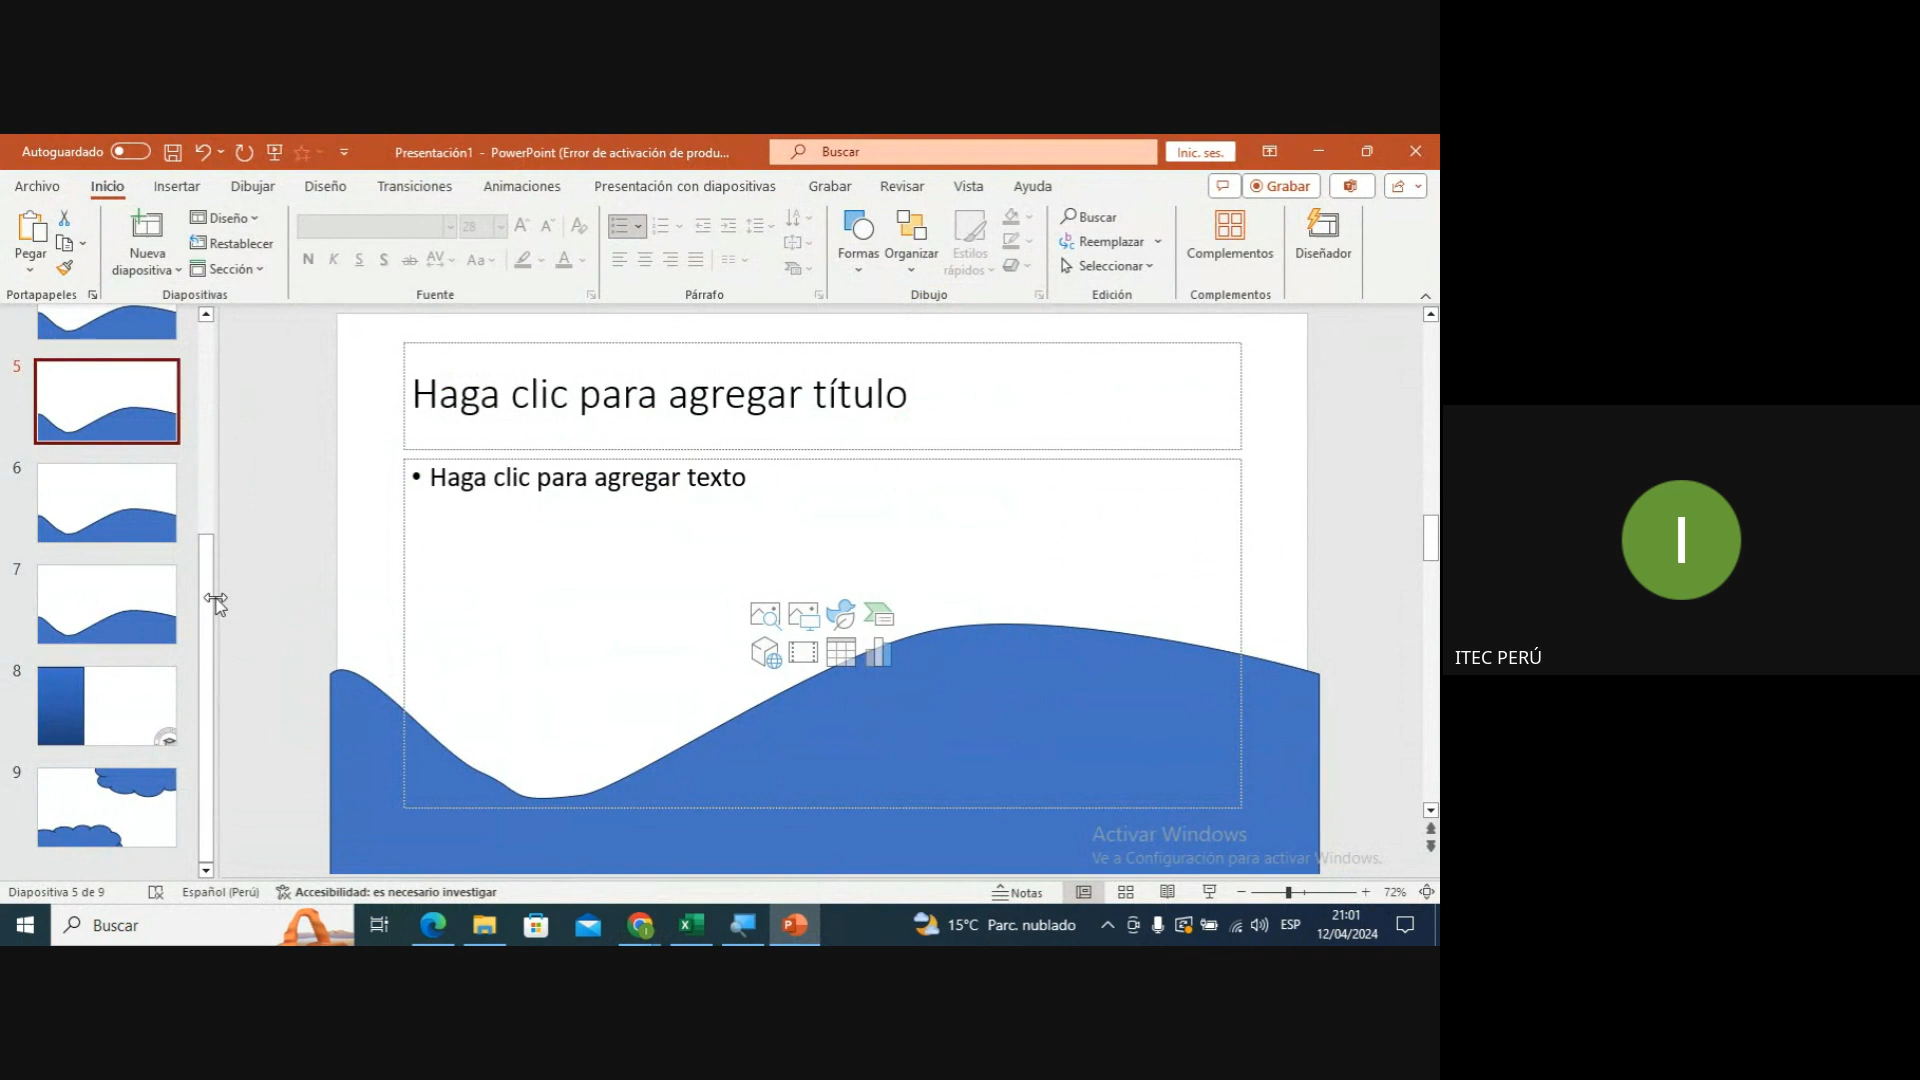 Autoguardado
Presentación1 - PowerPoint (Error de activación de produ...
Buscar
Inic. ses.
Archivo
Inicio
Insertar
Dibujar
Diseño
Transiciones
Animaciones
Presentación con diapositivas
Grabar
Revisar
Vista
Ayuda
Grabar
Pegar
Portapapeles
Nueva
diapositiva
Diseño
Restablecer
Sección
Diapositivas
28
N K S S ab AV Aa A
Fuente
Párrafo
Formas
Organizar
Estilos
rápidos
Dibujo
Buscar
Reemplazar
Seleccionar
Edición
Complementos
Complementos
Diseñador
5
6
7
8
9
Haga clic para agregar título
• Haga clic para agregar texto
Activar Windows
Ve a Configuración para activar Windows.
Diapositiva 5 de 9
Español (Perú)
Accesibilidad: es necesario investigar
Notas
72%
Buscar
15°C Parc. nublado
ESP
21:01
12/04/2024
I
ITEC PERÚ